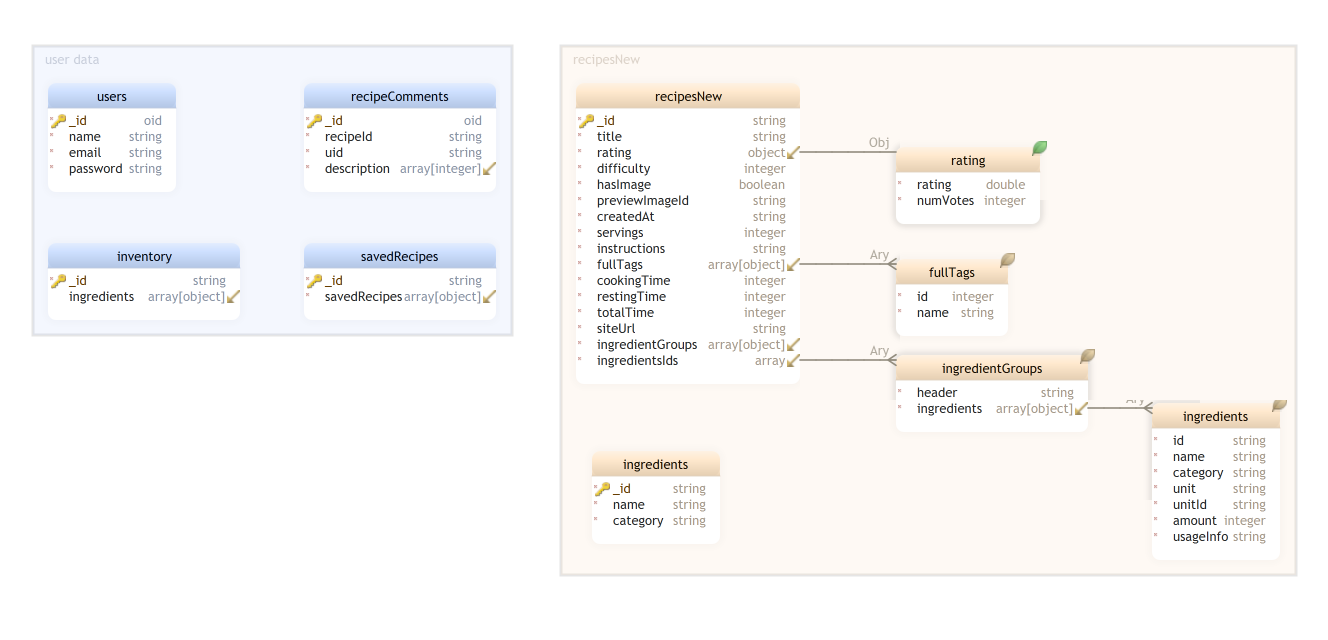 user data
users
_id oid
name string
email string
password string
recipeComments
_id oid
recipeId string
uid string
description array[integer]
inventory
_id string
ingredients array[object]
savedRecipes
_id string
savedRecipes array[object]
recipesNew
recipesNew
_id string
title string
rating object
difficulty integer
hasImage boolean
previewImageId string
createdAt string
servings integer
instructions string
fullTags array[object]
cookingTime integer
restingTime integer
totalTime integer
siteUrl string
ingredientGroups array[object]
ingredientsIds array
Obj
rating
rating double
numVotes integer
Ary
fullTags
id integer
name string
Ary
ingredientGroups
header string
ingredients array[object]
Ary
ingredients
id string
name string
category string
unit string
unitId string
amount integer
usageInfo string
ingredients
_id string
name string
category string